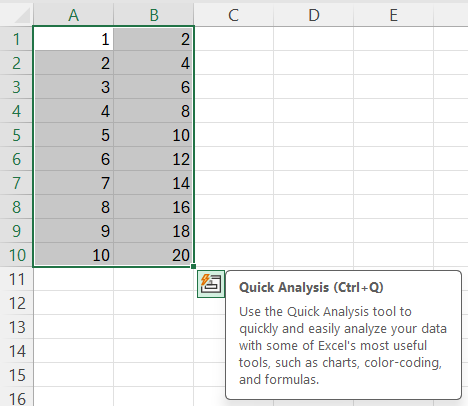 A B C D E
1 1 2
2 2 4
3 3 6
4 4 8
5 5 10
6 6 12
7 7 14
8 8 16
9 9 18
10 10 20
11
12
13
14
15
16
Quick Analysis (Ctrl+Q)
Use the Quick Analysis tool to
quickly and easily analyze your data
with some of Excel's most useful
tools, such as charts, color-coding,
and formulas.